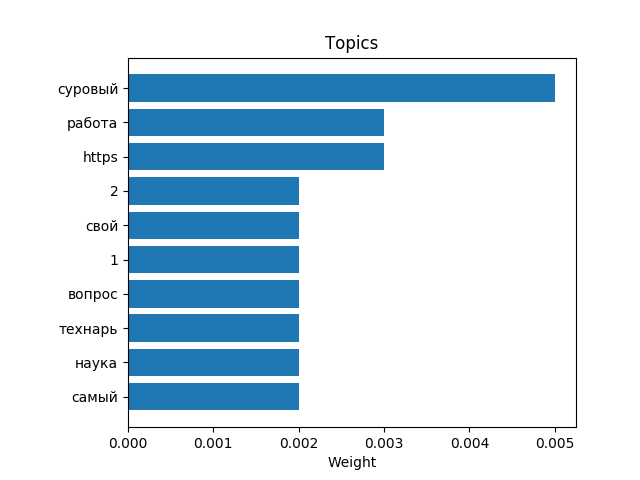 Topics
суровый
работа
https
2
свой
1
вопрос
технарь
наука
самый
0.000 0.001 0.002 0.003 0.004 0.005
Weight